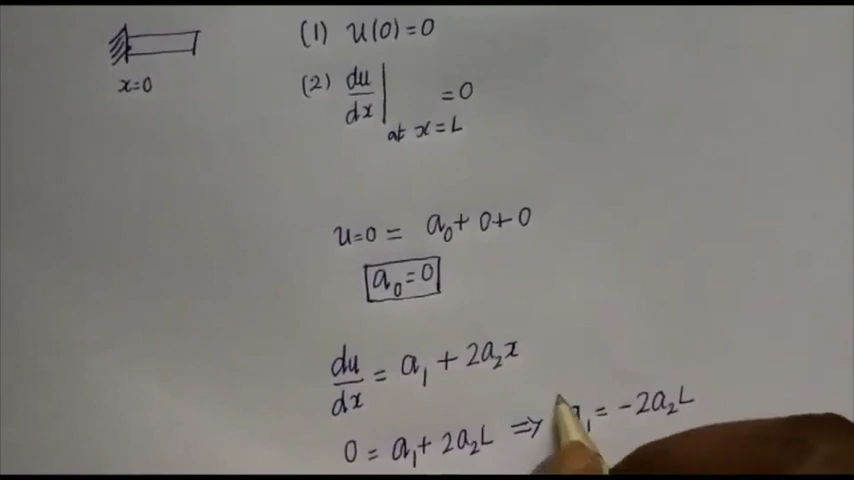 (1) u(0)=0
x=0
(2) du/dx | at x=L =0
u=0 = a₀+0+0
a₀=0
du/dx = a₁ + 2a₂x
0 = a₁+ 2a₂L ⇒ a₁ = -2a₂L